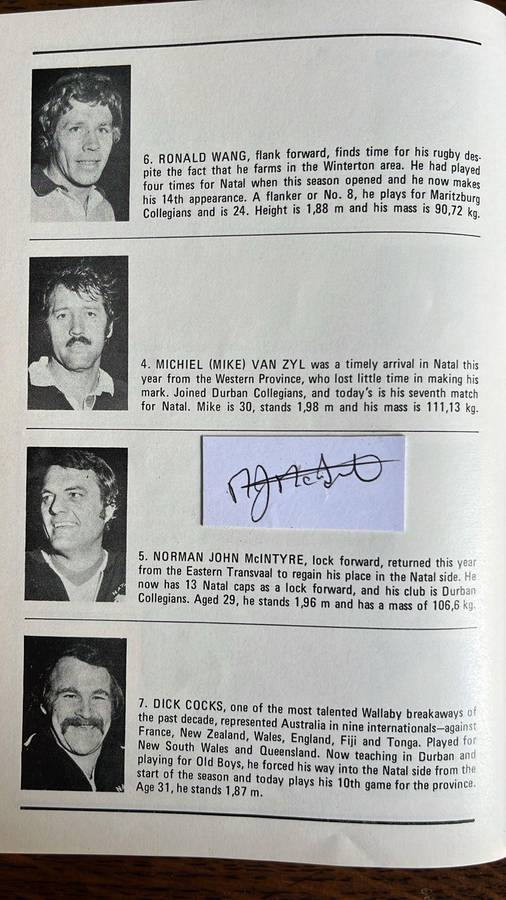 6. RONALD WANG, flank forward, finds time for his rugby des-
pite the fact that he farms in the Winterton area. He had played
four times for Natal when this season opened and he now makes
his 14th appearance. A flanker or No. 8, he plays for Maritzburg
Collegians and is 24. Height is 1,88 m and his mass is 90,72 kg.
4. MICHIEL (MIKE) VAN ZYL was a timely arrival in Natal this
year from the Western Province, who lost little time in making his
mark. Joined Durban Collegians, and today's is his seventh match
for Natal. Mike is 30, stands 1,98 m and his mass is 111,13 kg.
NJ McIntyre
5. NORMAN JOHN McINTYRE, lock forward, returned this year
from the Eastern Transvaal to regain his place in the Natal side. He
now has 13 Natal caps as a lock forward, and his club is Durban
Collegians. Aged 29, he stands 1,96 m and has a mass of 106,6 kg.
7. DICK COCKS, one of the most talented Wallaby breakaways of
the past decade, represented Australia in nine internationals—against
France, New Zealand, Wales, England, Fiji and Tonga. Played for
New South Wales and Queensland. Now teaching in Durban and
playing for Old Boys, he forced his way into the Natal side from the
start of the season and today plays his 10th game for the province.
Age 31, he stands 1,87 m.